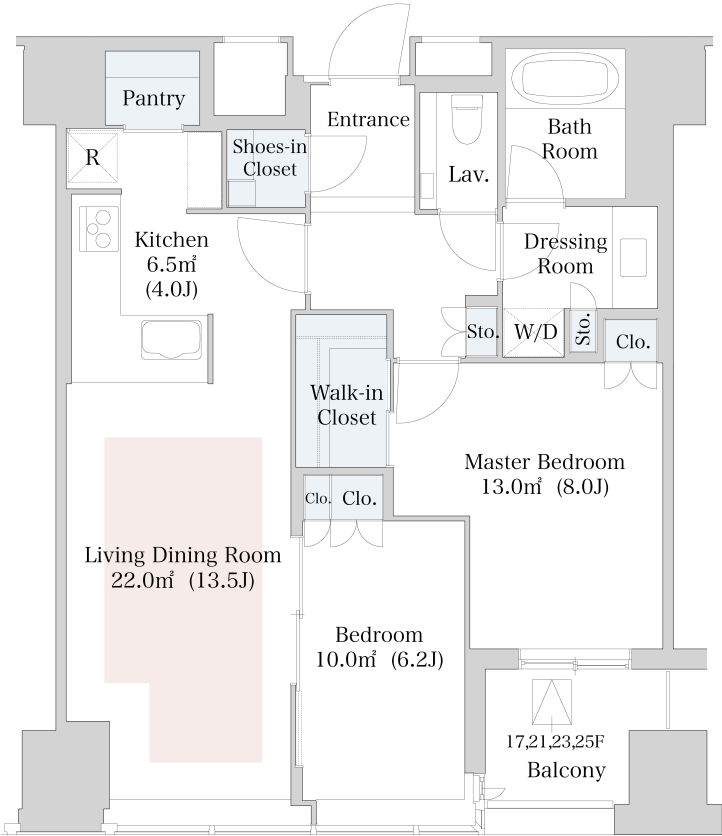 Pantry
Entrance
Bath
Room
Shoes-in
Closet
R
Lav.
Kitchen
6.5㎡
(4.0J)
Dressing
Room
Sto.
W/D
Sto.
Clo.
Walk-in
Closet
Master Bedroom
13.0㎡ (8.0J)
Clo.
Clo.
Living Dining Room
22.0㎡ (13.5J)
Bedroom
10.0㎡ (6.2J)
17,21,23,25F
Balcony